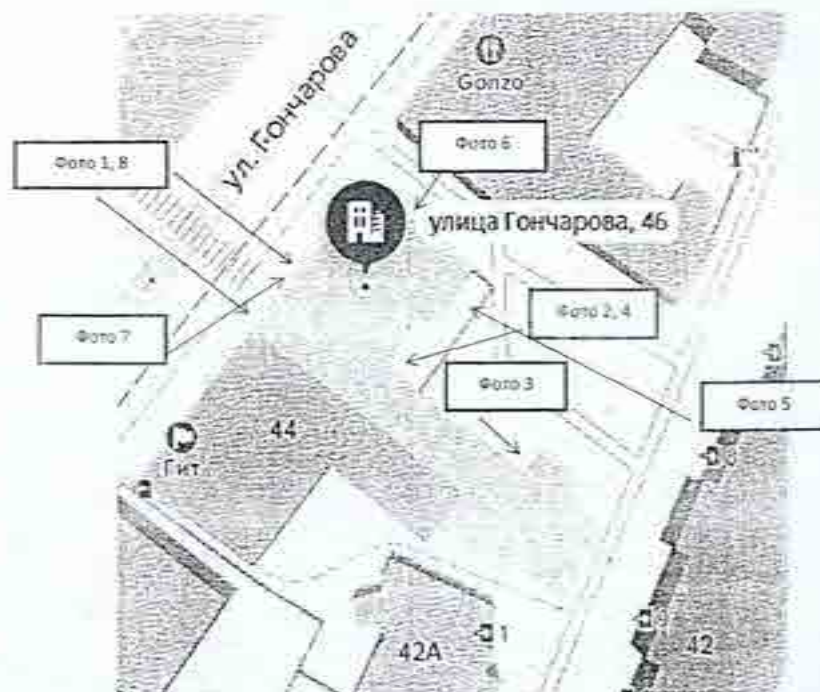 Gonzo
ул. Гончарова
Фото 1, 8
Фото 6
улица Гончарова, 46
Фото 7
Фото 2, 4
Фото 3
Фото 5
44
Гит
1
42А
42